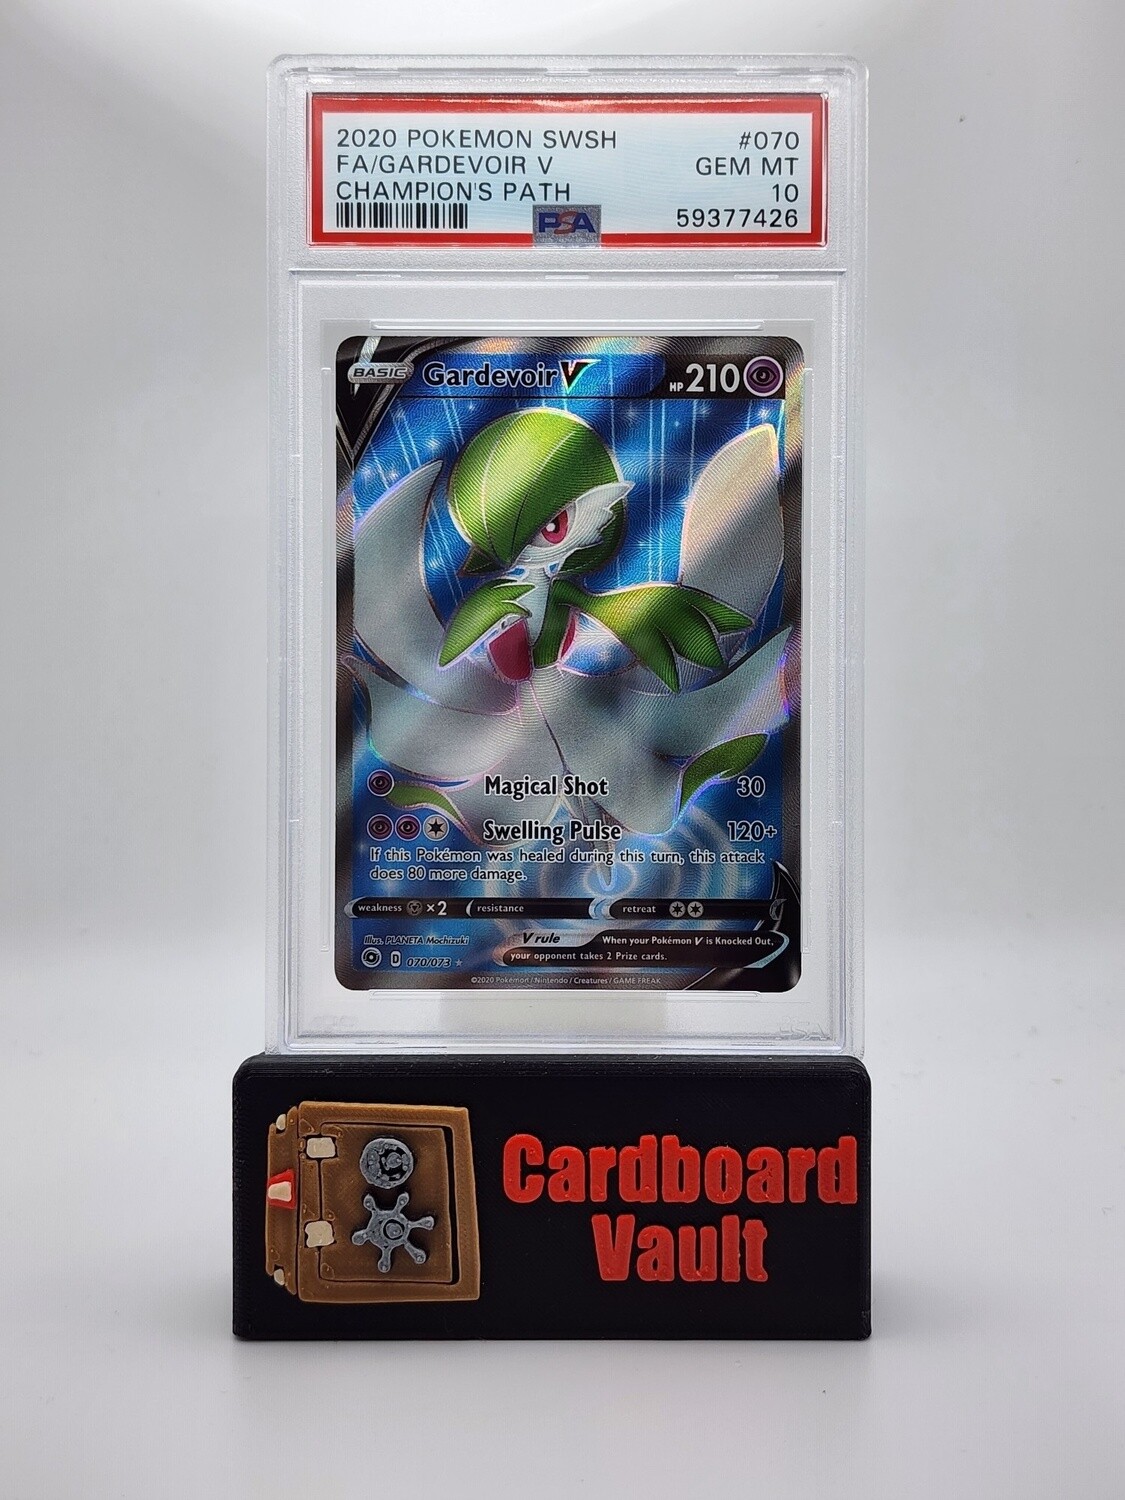 2020 POKEMON SWSH #070
FA/GARDEVOIR V GEM MT
CHAMPION'S PATH 10
PSA 59377426
BASIC Gardevoir V HP 210
Magical Shot 30
Swelling Pulse 120+
If this Pokémon was healed during this turn, this attack
does 80 more damage.
weakness ×2 resistance retreat
Illus. PLANETA Mochizuki
V rule When your Pokémon V is Knocked Out,
your opponent takes 2 Prize cards.
D 070/073
©2020 Pokémon / Nintendo / Creatures / GAME FREAK
PSA
Cardboard
Vault